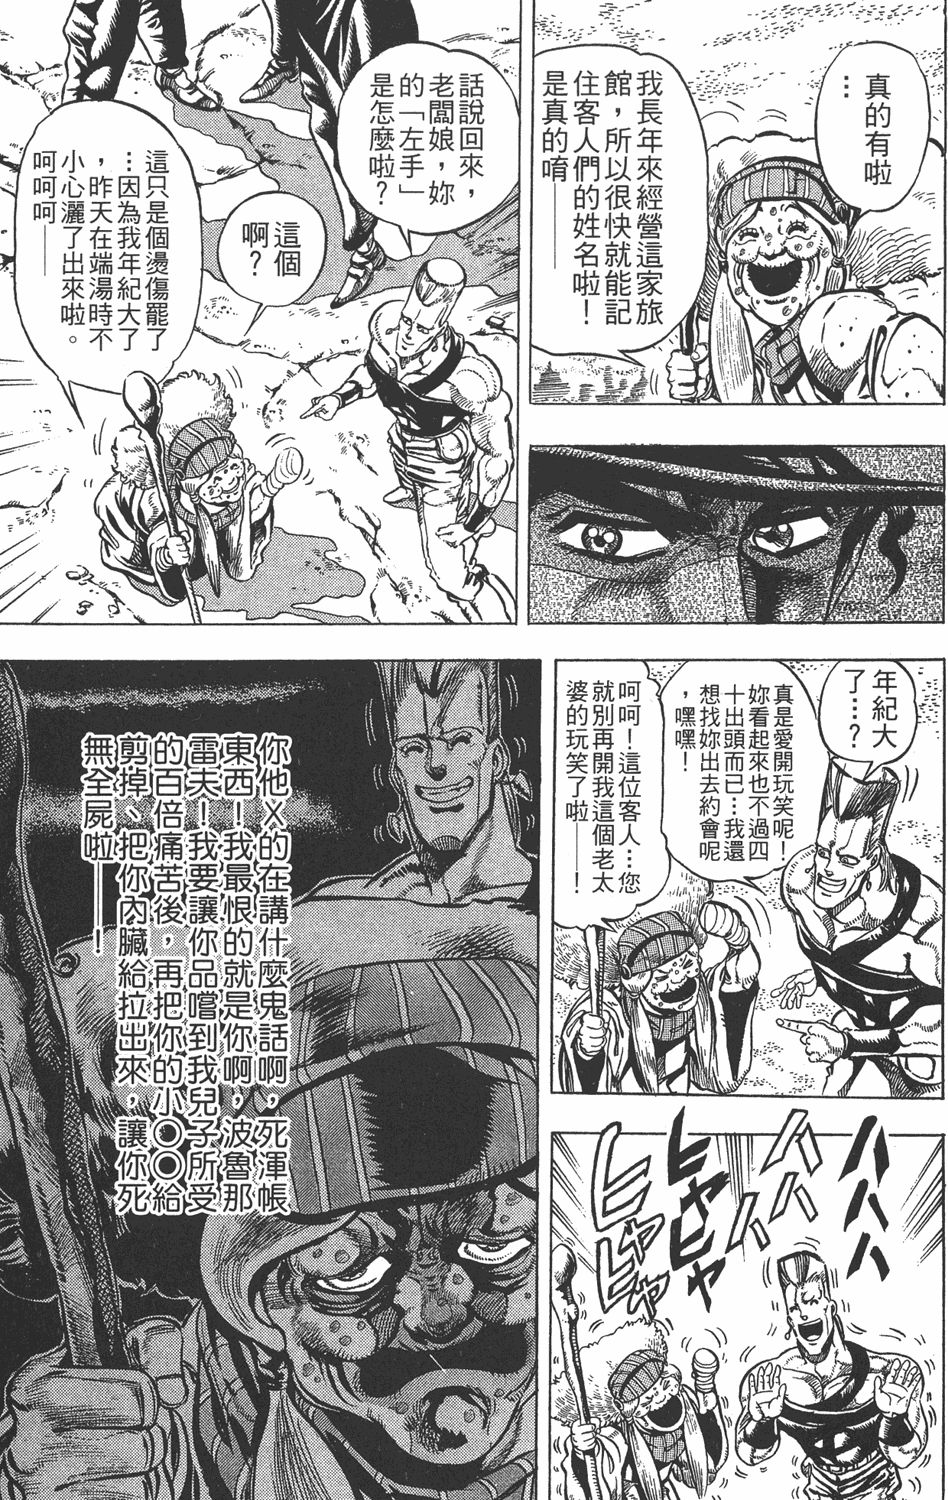 真的有啦
…
我長年來經營這家旅
館，所以很快就能記
住客人們的姓名啦！
是真的唷——
話說回來，
老闆娘，妳
的「左手」
是怎麼啦？
這個
啊？
這只是個燙傷罷了
…因為我年紀大了
，昨天在端湯時不
小心灑了出來啦。
呵呵呵——
年紀大
了…？
真是愛開玩笑呢！
妳看起來也不過四
十出頭而已…我還
想找妳出去約會呢
，嘿嘿！
呵呵！這位客人…您
就別再開我這個老太
婆的玩笑了啦——！
ハハハ
ハハハ
ヒャヒャ
ヒャヒャ
你他×的在講什麼鬼話啊，死渾帳
東西！我最恨的就是你啊，波魯那
雷夫！我要讓你品嚐到我兒子所受
的百倍痛苦後，再把你的小●●給
剪掉、把你內臟給拉出來，讓你死
無全屍啦——！